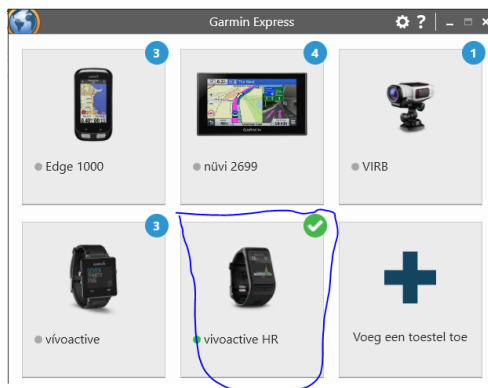 Garmin Express
?
3
4
1
Edge 1000
nüvi 2699
VIRB
3
vívoactive
vivoactive HR
Voeg een toestel toe